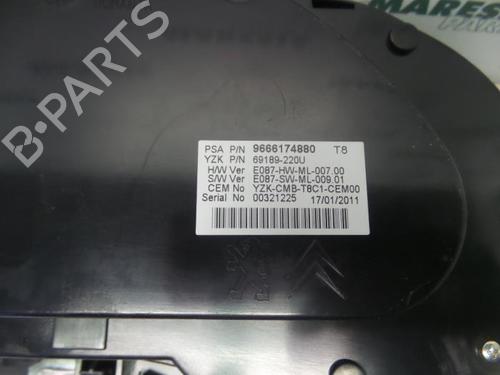 MARES
PARTS
B-PARTS
PSA P/N 9666174880 T8
YZK P/N 69189-220U
H/W Ver E087-HW-ML-007.00
S/W Ver E087-SW-ML-009.01
CEM No YZK-CMB-T8C1-CEM00
Serial No 00321225 17/01/2011